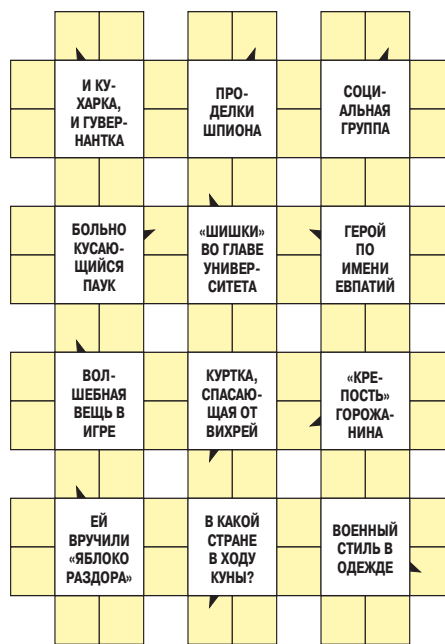 И КУ-
ХАРКА,
И ГУВЕР-
НАНТКА
ПРО-
ДЕЛКИ
ШПИОНА
СОЦИ-
АЛЬНАЯ
ГРУППА
БОЛЬНО
КУСАЮ-
ЩИЙСЯ
ПАУК
«ШИШКИ»
ВО ГЛАВЕ
УНИВЕР-
СИТЕТА
ГЕРОЙ
ПО
ИМЕНИ
ЕВПАТИЙ
ВОЛ-
ШЕБНАЯ
ВЕЩЬ В
ИГРЕ
КУРТКА,
СПАСАЮ-
ЩАЯ ОТ
ВИХРЕЙ
«КРЕ-
ПОСТЬ»
ГОРОЖА-
НИНА
ЕЙ
ВРУЧИЛИ
«ЯБЛОКО
РАЗДОРА»
В КАКОЙ
СТРАНЕ
В ХОДУ
КУНЫ?
ВОЕННЫЙ
СТИЛЬ В
ОДЕЖДЕ